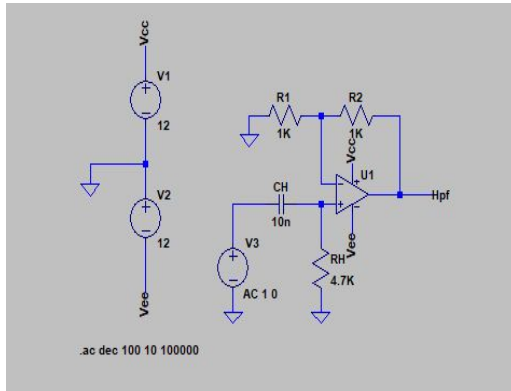 Vcc
V1
12
V2
12
Vee
R1
1K
R2
1K
Vcc
U1
Hpf
Vee
CH
10n
V3
AC 1 0
RH
4.7K
.ac dec 100 10 100000